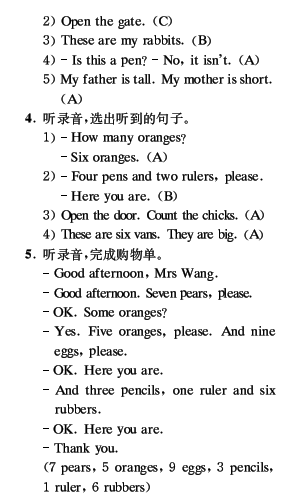 2) Open the gate. (C)
3) These are my rabbits. (B)
4) – Is this a pen? – No, it isn't. (A)
5) My father is tall. My mother is short.
(A)
4. 听录音,选出听到的句子。
1) – How many oranges?
– Six oranges. (A)
2) – Four pens and two rulers, please.
– Here you are. (B)
3) Open the door. Count the chicks. (A)
4) These are six vans. They are big. (A)
5. 听录音,完成购物单。
– Good afternoon, Mrs Wang.
– Good afternoon. Seven pears, please.
– OK. Some oranges?
– Yes. Five oranges, please. And nine
eggs, please.
– OK. Here you are.
– And three pencils, one ruler and six
rubbers.
– OK. Here you are.
– Thank you.
(7 pears, 5 oranges, 9 eggs, 3 pencils,
1 ruler, 6 rubbers)